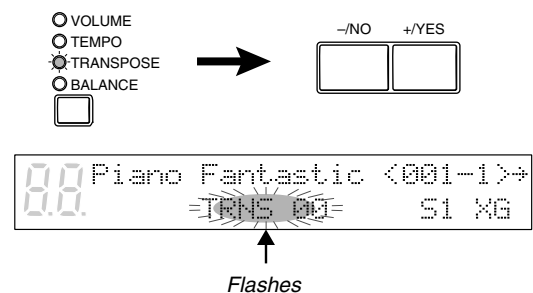 VOLUME
TEMPO
TRANSPOSE
BALANCE
–/NO +/YES
Piano Fantastic <001-1>→
TRNS 00 S1 XG
Flashes